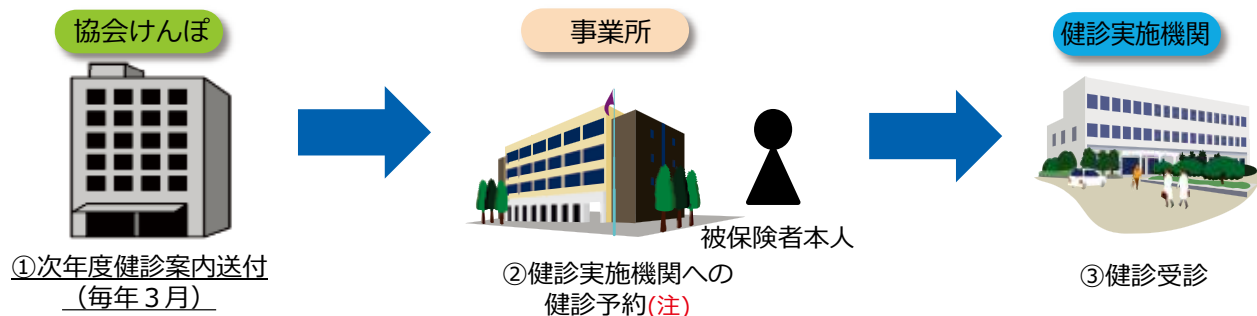 協会けんぽ
事業所
健診実施機関
被保険者本人
①次年度健診案内送付
（毎年３月）
②健診実施機関への
健診予約(注)
③健診受診